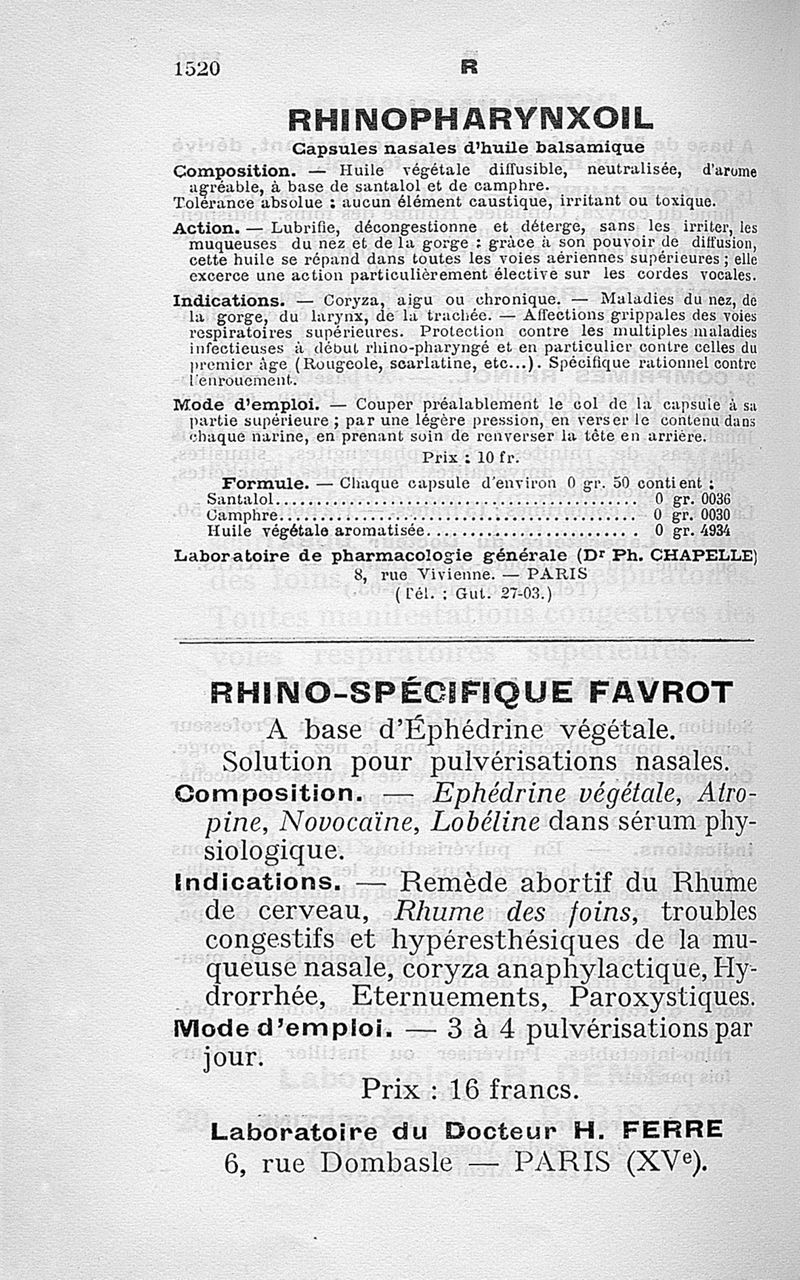 1520 R
RHINOPHARYNXOIL
Capsules nasales d'huile balsamique
Composition. — Huile végétale diffusible, neutralisée, d'arome
agréable, à base de santalol et de camphre.
Tolérance absolue : aucun élément caustique, irritant ou toxique.
Action. — Lubrifie, décongestionne et déterge, sans les irriter, les
muqueuses du nez et de la gorge : grâce à son pouvoir de diffusion,
cette huile se répand dans toutes les voies aériennes supérieures ; elle
excerce une action particulièrement élective sur les cordes vocales.
Indications. — Coryza, aigu ou chronique. — Maladies du nez, de
la gorge, du larynx, de la trachée. — Affections grippales des voies
respiratoires supérieures. Protection contre les multiples maladies
infectieuses à début rhino-pharyngé et en particulier contre celles du
premier âge (Rougeole, scarlatine, etc...). Spécifique rationnel contre
l'enrouement.
Mode d'emploi. — Couper préalablement le col de la capsule à sa
partie supérieure ; par une légère pression, en verser le contenu dans
chaque narine, en prenant soin de renverser la tête en arrière.
Prix : 10 fr.
Formule. — Chaque capsule d'environ 0 gr. 50 contient :
Santalol........................................ 0 gr. 0036
Camphre........................................ 0 gr. 0030
Huile végétale aromatisée........................ 0 gr. 4934
Laboratoire de pharmacologie générale (Dr Ph. CHAPELLE)
8, rue Vivienne. — PARIS
(Tél. : Gut. 27-03.)
RHINO-SPÉCIFIQUE FAVROT
A base d'Éphédrine végétale.
Solution pour pulvérisations nasales.
Composition. — Ephédrine végétale, Atro-
pine, Novocaïne, Lobéline dans sérum phy-
siologique.
Indications. — Remède abortif du Rhume
de cerveau, Rhume des foins, troubles
congestifs et hypéresthésiques de la mu-
queuse nasale, coryza anaphylactique, Hy-
drorrhée, Eternuements, Paroxystiques.
Mode d'emploi. — 3 à 4 pulvérisations par
jour.
Prix : 16 francs.
Laboratoire du Docteur H. FERRE
6, rue Dombasle — PARIS (XVe).